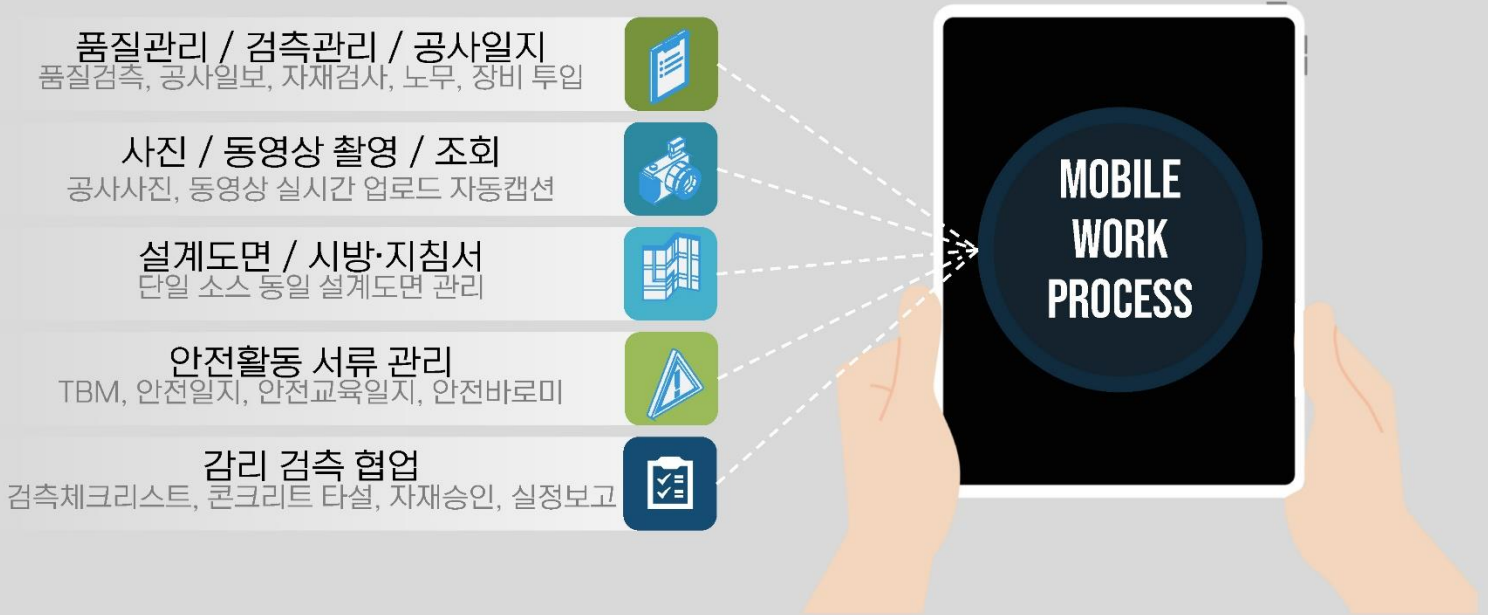 품질관리 / 검측관리 / 공사일지
품질검측, 공사일보, 자재검사, 노무, 장비 투입
사진 / 동영상 촬영 / 조회
공사사진, 동영상 실시간 업로드 자동캡션
설계도면 / 시방·지침서
단일 소스 동일 설계도면 관리
안전활동 서류 관리
TBM, 안전일지, 안전교육일지, 안전바로미
감리 검측 협업
검측체크리스트, 콘크리트 타설, 자재승인, 실정보고
MOBILE
WORK
PROCESS